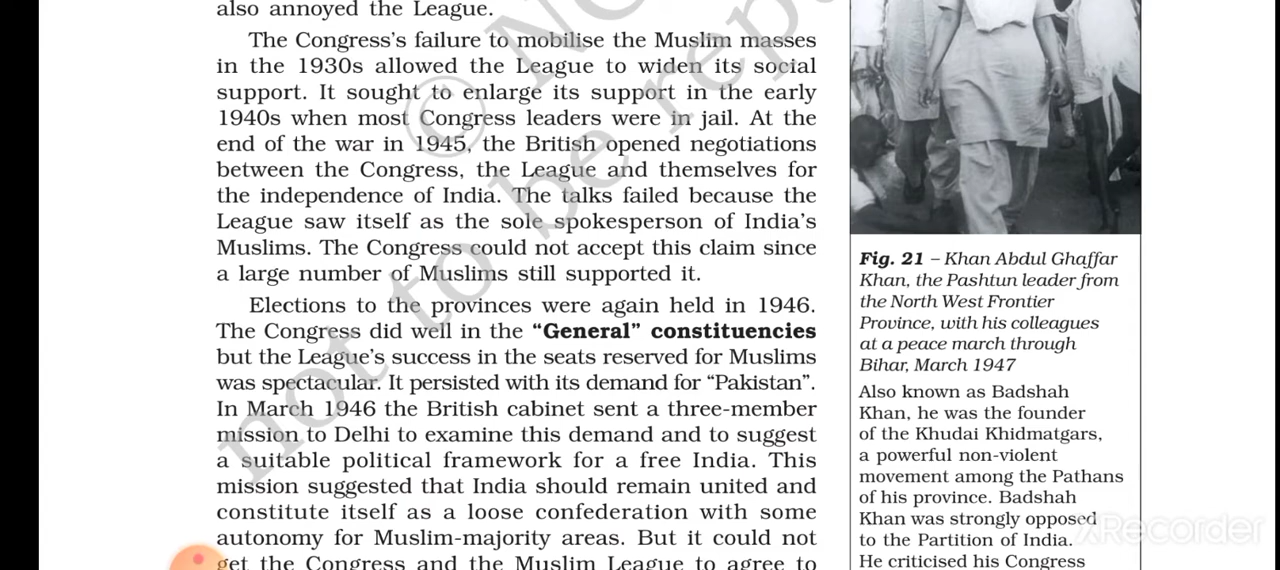 also annoyed the League.
The Congress's failure to mobilise the Muslim masses
in the 1930s allowed the League to widen its social
support. It sought to enlarge its support in the early
1940s when most Congress leaders were in jail. At the
end of the war in 1945, the British opened negotiations
between the Congress, the League and themselves for
the independence of India. The talks failed because the
League saw itself as the sole spokesperson of India's
Muslims. The Congress could not accept this claim since
a large number of Muslims still supported it.
Elections to the provinces were again held in 1946.
The Congress did well in the “General” constituencies
but the League's success in the seats reserved for Muslims
was spectacular. It persisted with its demand for “Pakistan”.
In March 1946 the British cabinet sent a three-member
mission to Delhi to examine this demand and to suggest
a suitable political framework for a free India. This
mission suggested that India should remain united and
constitute itself as a loose confederation with some
autonomy for Muslim-majority areas. But it could not
get the Congress and the Muslim League to agree to
Fig. 21 – Khan Abdul Ghaffar
Khan, the Pashtun leader from
the North West Frontier
Province, with his colleagues
at a peace march through
Bihar, March 1947
Also known as Badshah
Khan, he was the founder
of the Khudai Khidmatgars,
a powerful non-violent
movement among the Pathans
of his province. Badshah
Khan was strongly opposed
to the Partition of India.
He criticised his Congress
not to be rep
©
XRecorder